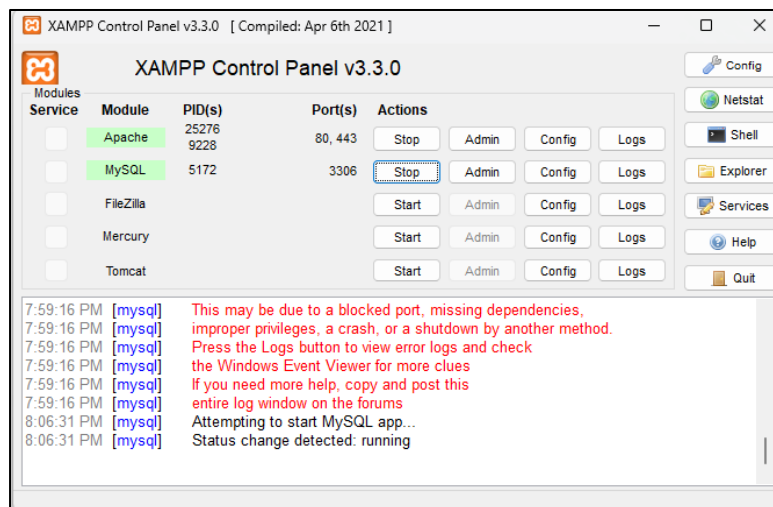 XAMPP Control Panel v3.3.0 [ Compiled: Apr 6th 2021 ]
XAMPP Control Panel v3.3.0
Config
Modules
Service Module PID(s) Port(s) Actions
Netstat
Apache 25276 9228 80, 443 Stop Admin Config Logs
Shell
MySQL 5172 3306 Stop Admin Config Logs
Explorer
FileZilla Start Admin Config Logs
Services
Mercury Start Admin Config Logs
Help
Tomcat Start Admin Config Logs
Quit
7:59:16 PM [mysql] This may be due to a blocked port, missing dependencies,
7:59:16 PM [mysql] improper privileges, a crash, or a shutdown by another method.
7:59:16 PM [mysql] Press the Logs button to view error logs and check
7:59:16 PM [mysql] the Windows Event Viewer for more clues
7:59:16 PM [mysql] If you need more help, copy and post this
7:59:16 PM [mysql] entire log window on the forums
8:06:31 PM [mysql] Attempting to start MySQL app...
8:06:31 PM [mysql] Status change detected: running